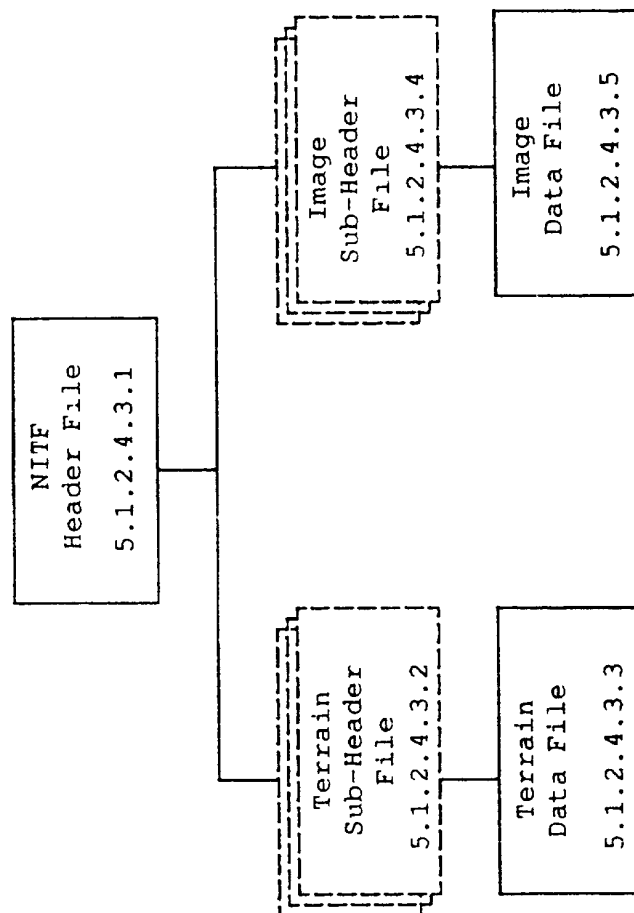 NITF
Header File
5.1.2.4.3.1
Terrain
Sub-Header
File
5.1.2.4.3.2
Image
Sub-Header
File
5.1.2.4.3.4
Terrain
Data File
5.1.2.4.3.3
Image
Data File
5.1.2.4.3.5